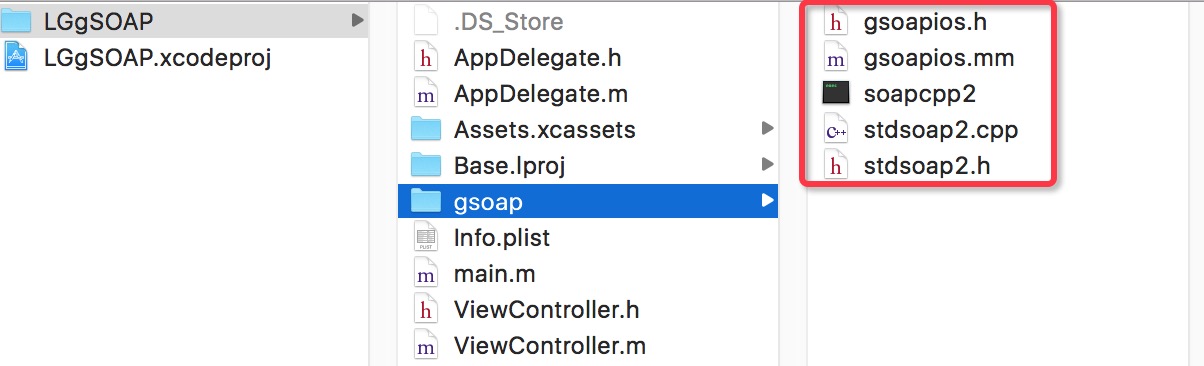 LGgSOAP
LGgSOAP.xcodeproj
.DS_Store
AppDelegate.h
AppDelegate.m
Assets.xcassets
Base.lproj
gsoap
Info.plist
main.m
ViewController.h
ViewController.m
gsoapios.h
gsoapios.mm
soapcpp2
stdsoap2.cpp
stdsoap2.h